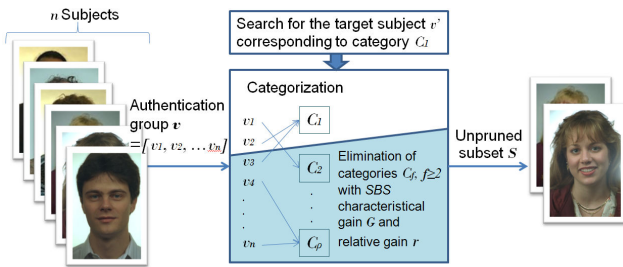 n Subjects
Search for the target subject v'
corresponding to category C1
Authentication
group v
=[v1, v2, … vn]
Categorization
v1
v2
v3
v4
.
.
.
vn
C1
C2
.
.
.
Cρ
Elimination of
categories Cf, f≥2
with SBS
characteristical
gain G and
relative gain r
Unpruned
subset S